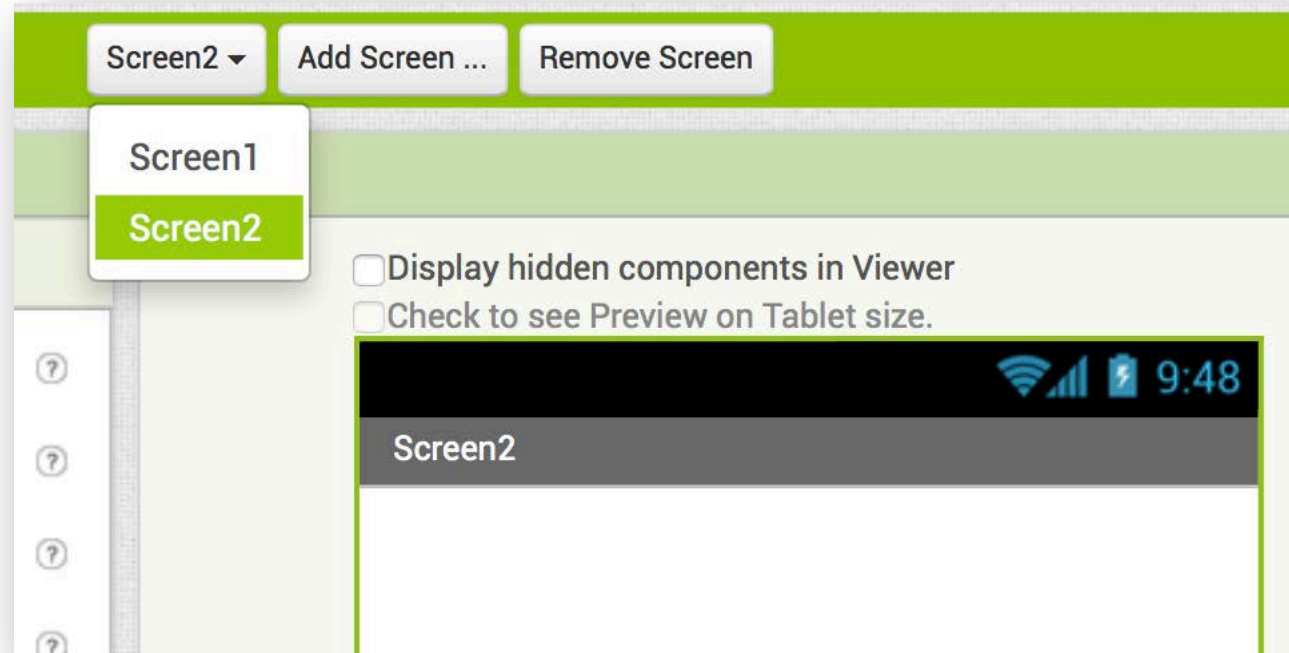 Screen2
Add Screen ...
Remove Screen
Screen1
Screen2
Display hidden components in Viewer
Check to see Preview on Tablet size.
9:48
Screen2
?
?
?
?